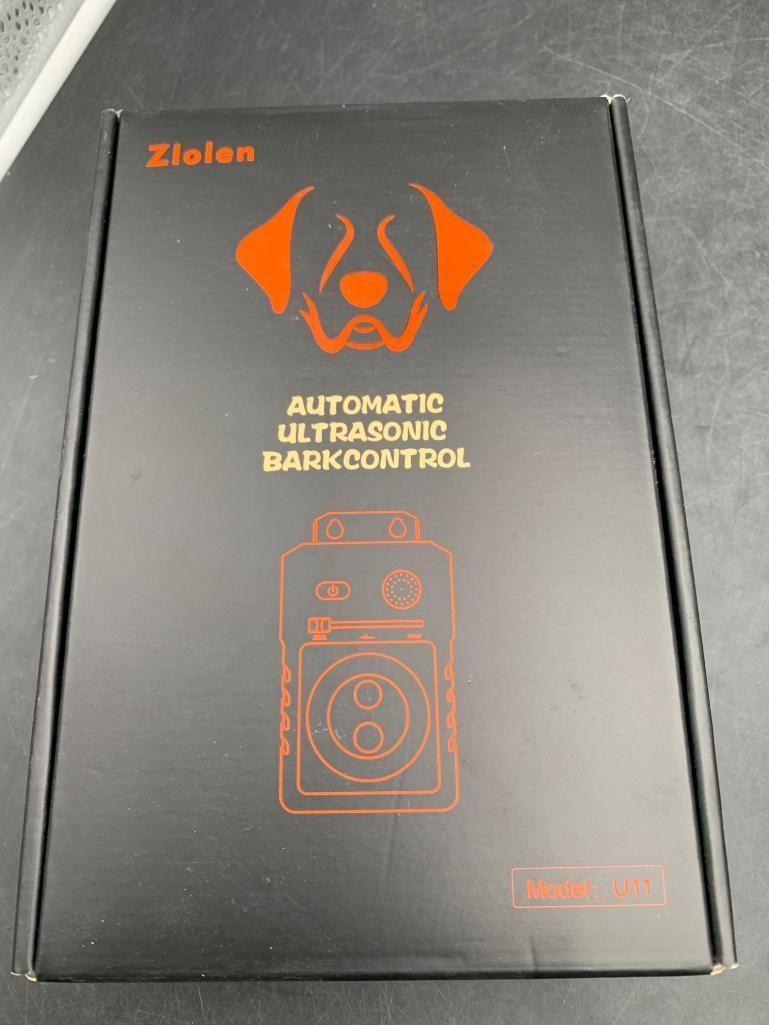 Zlolen
AUTOMATIC
ULTRASONIC
BARKCONTROL
Model: U11